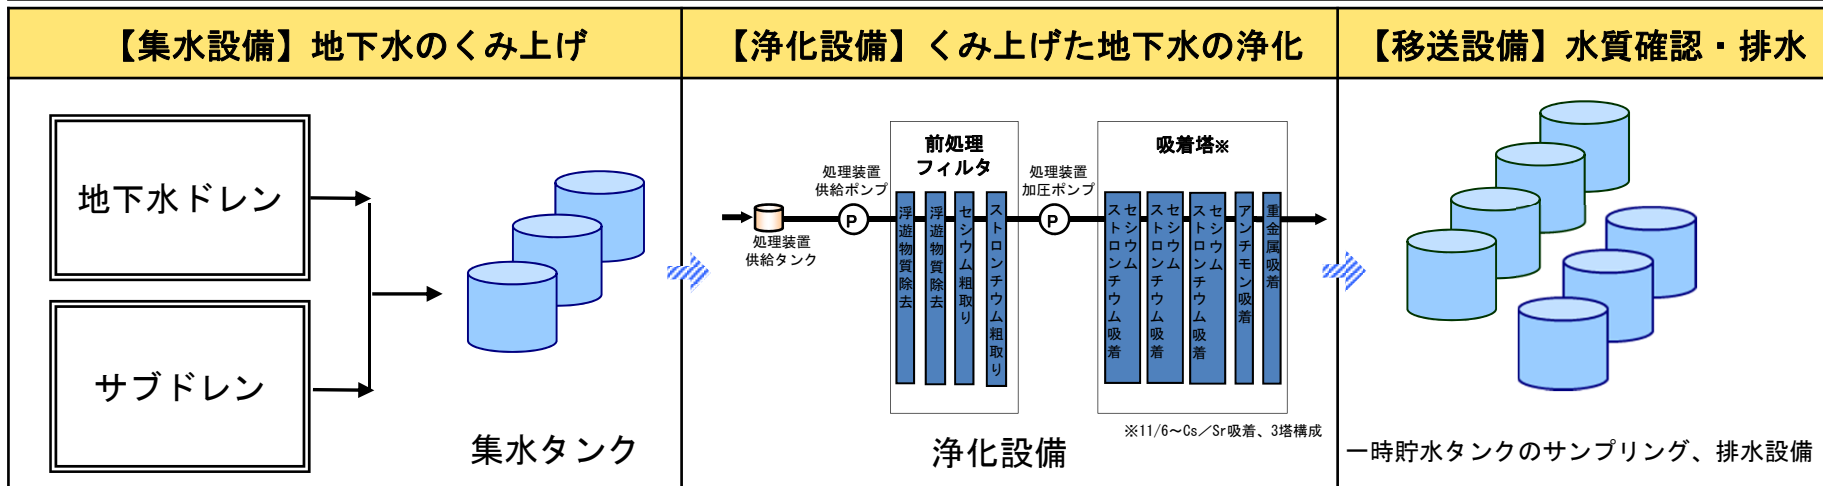 【集水設備】地下水のくみ上げ
【浄化設備】くみ上げた地下水の浄化
【移送設備】水質確認・排水
地下水ドレン
サブドレン
集水タンク
処理装置
供給タンク
処理装置
供給ポンプ
P
前処理
フィルタ
浮遊物質除去
浮遊物質除去
セシウム粗取り
ストロンチウム粗取り
処理装置
加圧ポンプ
P
吸着塔※
セシウム
ストロンチウム吸着
セシウム
ストロンチウム吸着
セシウム
ストロンチウム吸着
アンチモン吸着
重金属吸着
※11/6～Cs／Sr吸着、3塔構成
浄化設備
一時貯水タンクのサンプリング、排水設備